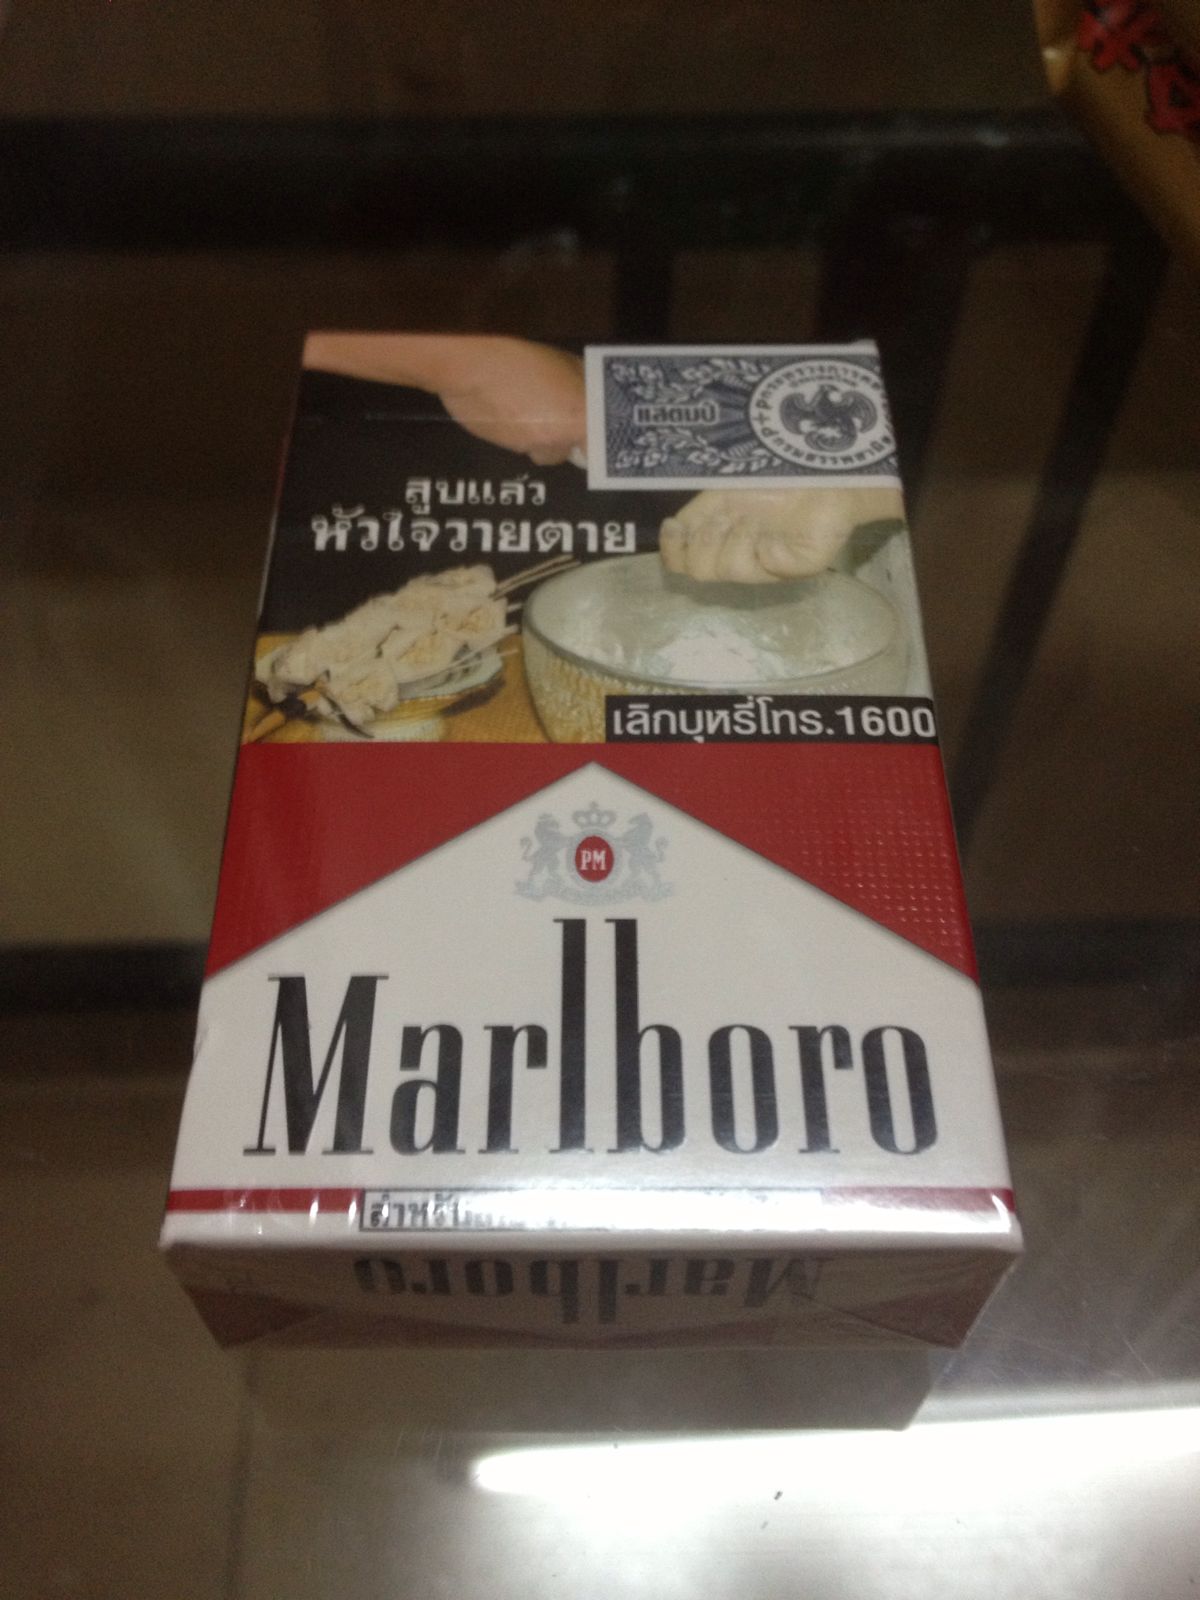 แสตมป์
สูบแล้ว
หัวใจวายตาย
เลิกบุหรี่โทร.1600
PM
Marlboro
Marlboro